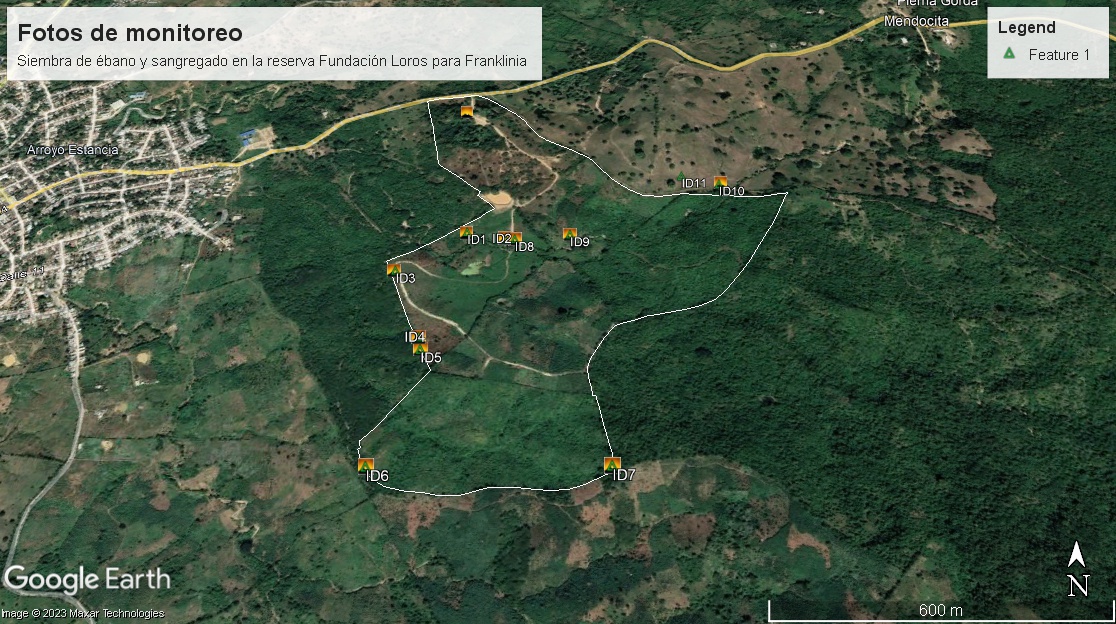 Fotos de monitoreo
Siembra de ébano y sangregado en la reserva Fundación Loros para Franklinia
Pierna Gorda
Mendocita
Legend
Feature 1
Arroyo Estancia
Calle 11
ID11
ID10
ID1
ID2
ID8
ID9
ID3
ID4
ID5
ID6
ID7
Google Earth
Image © 2023 Maxar Technologies
N
600 m